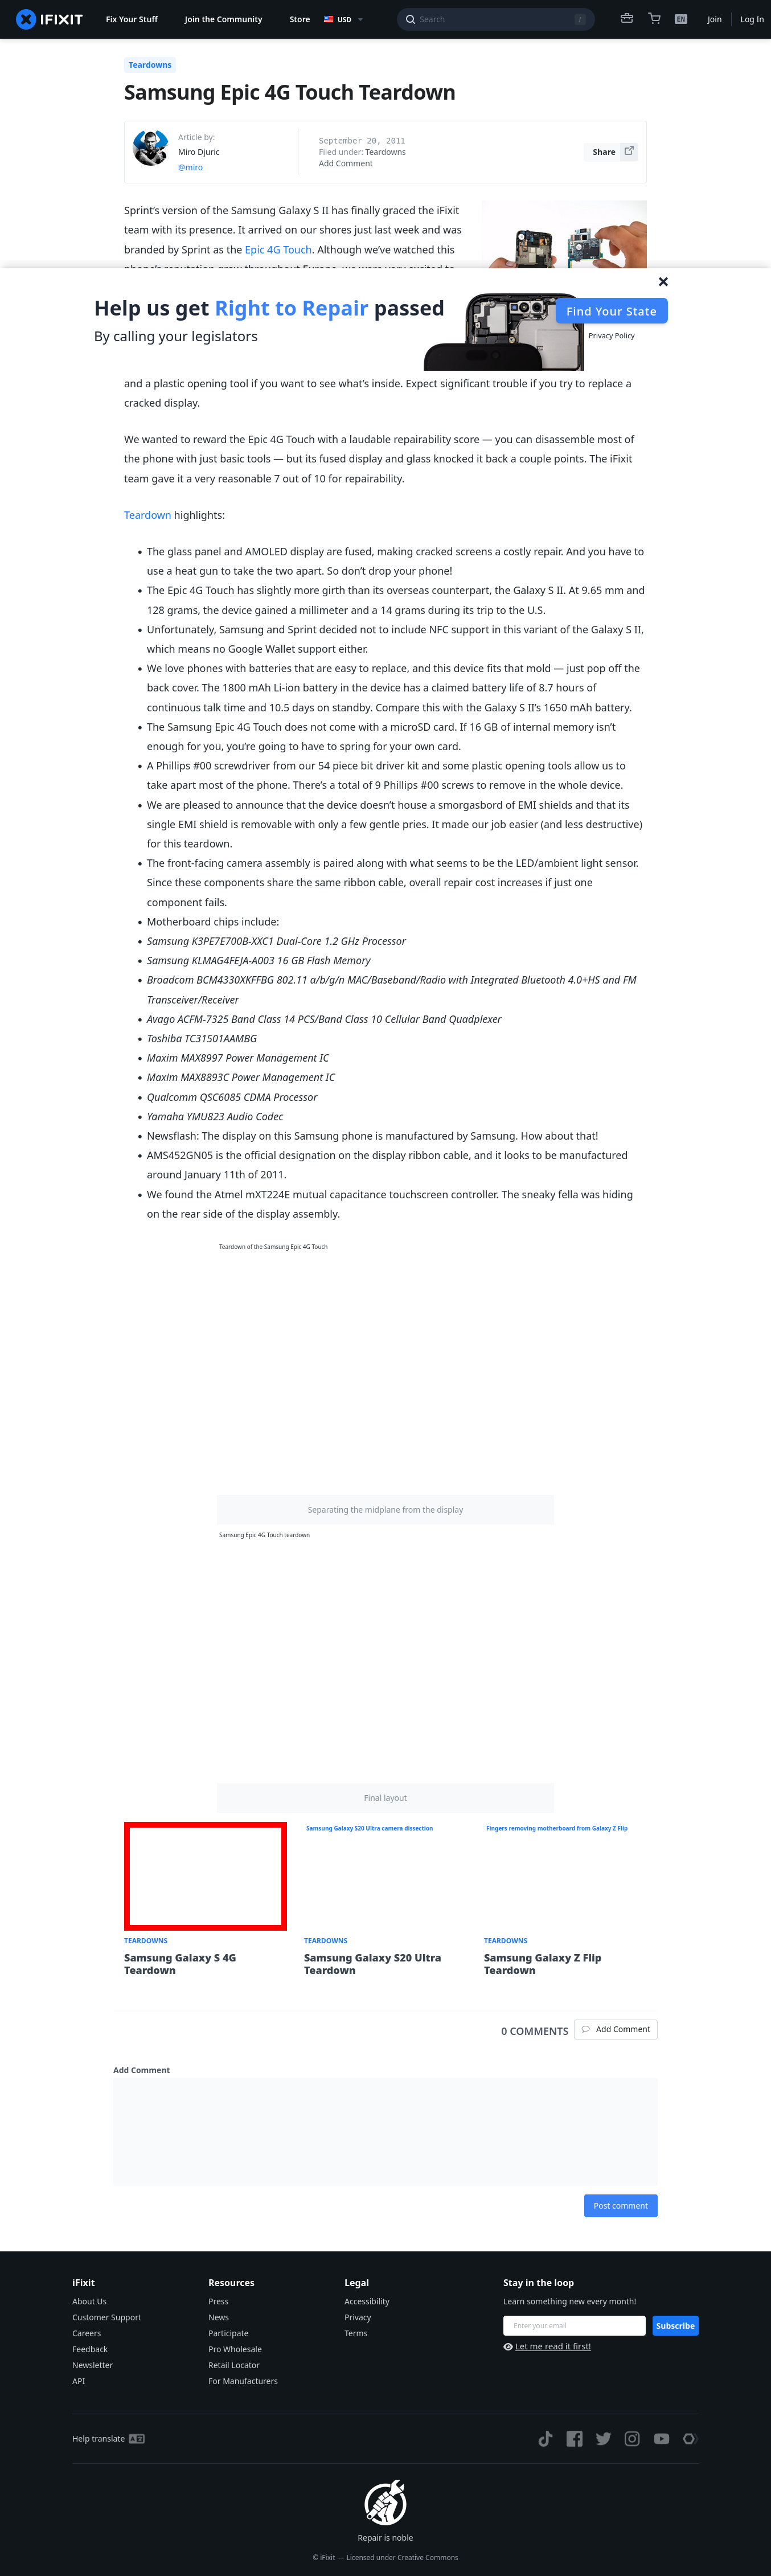 IFIXIT
Fix Your Stuff
Join the Community
Store
USD
Search
/
EN
Join
Log In
Teardowns
Samsung Epic 4G Touch Teardown
Article by:
Miro Djuric
@miro
September 20, 2011
Filed under: Teardowns
Add Comment
Share
Sprint’s version of the Samsung Galaxy S II has finally graced the iFixit
team with its presence. It arrived on our shores just last week and was
branded by Sprint as the Epic 4G Touch. Although we’ve watched this
Help us get Right to Repair passed
By calling your legislators
Find Your State
Privacy Policy
and a plastic opening tool if you want to see what’s inside. Expect significant trouble if you try to replace a
cracked display.
We wanted to reward the Epic 4G Touch with a laudable repairability score — you can disassemble most of
the phone with just basic tools — but its fused display and glass knocked it back a couple points. The iFixit
team gave it a very reasonable 7 out of 10 for repairability.
Teardown highlights:
The glass panel and AMOLED display are fused, making cracked screens a costly repair. And you have to
use a heat gun to take the two apart. So don’t drop your phone!
The Epic 4G Touch has slightly more girth than its overseas counterpart, the Galaxy S II. At 9.65 mm and
128 grams, the device gained a millimeter and a 14 grams during its trip to the U.S.
Unfortunately, Samsung and Sprint decided not to include NFC support in this variant of the Galaxy S II,
which means no Google Wallet support either.
We love phones with batteries that are easy to replace, and this device fits that mold — just pop off the
back cover. The 1800 mAh Li-ion battery in the device has a claimed battery life of 8.7 hours of
continuous talk time and 10.5 days on standby. Compare this with the Galaxy S II’s 1650 mAh battery.
The Samsung Epic 4G Touch does not come with a microSD card. If 16 GB of internal memory isn’t
enough for you, you’re going to have to spring for your own card.
A Phillips #00 screwdriver from our 54 piece bit driver kit and some plastic opening tools allow us to
take apart most of the phone. There’s a total of 9 Phillips #00 screws to remove in the whole device.
We are pleased to announce that the device doesn’t house a smorgasbord of EMI shields and that its
single EMI shield is removable with only a few gentle pries. It made our job easier (and less destructive)
for this teardown.
The front-facing camera assembly is paired along with what seems to be the LED/ambient light sensor.
Since these components share the same ribbon cable, overall repair cost increases if just one
component fails.
Motherboard chips include:
Samsung K3PE7E700B-XXC1 Dual-Core 1.2 GHz Processor
Samsung KLMAG4FEJA-A003 16 GB Flash Memory
Broadcom BCM4330XKFFBG 802.11 a/b/g/n MAC/Baseband/Radio with Integrated Bluetooth 4.0+HS and FM
Transceiver/Receiver
Avago ACFM-7325 Band Class 14 PCS/Band Class 10 Cellular Band Quadplexer
Toshiba TC31501AAMBG
Maxim MAX8997 Power Management IC
Maxim MAX8893C Power Management IC
Qualcomm QSC6085 CDMA Processor
Yamaha YMU823 Audio Codec
Newsflash: The display on this Samsung phone is manufactured by Samsung. How about that!
AMS452GN05 is the official designation on the display ribbon cable, and it looks to be manufactured
around January 11th of 2011.
We found the Atmel mXT224E mutual capacitance touchscreen controller. The sneaky fella was hiding
on the rear side of the display assembly.
Teardown of the Samsung Epic 4G Touch
Separating the midplane from the display
Samsung Epic 4G Touch teardown
Final layout
Samsung Galaxy S20 Ultra camera dissection
Fingers removing motherboard from Galaxy Z Flip
TEARDOWNS
Samsung Galaxy S 4G
Teardown
TEARDOWNS
Samsung Galaxy S20 Ultra
Teardown
TEARDOWNS
Samsung Galaxy Z Flip
Teardown
0 COMMENTS
Add Comment
Add Comment
Post comment
iFixit
About Us
Customer Support
Careers
Feedback
Newsletter
API
Resources
Press
News
Participate
Pro Wholesale
Retail Locator
For Manufacturers
Legal
Accessibility
Privacy
Terms
Stay in the loop
Learn something new every month!
Enter your email
Subscribe
Let me read it first!
Help translate
Repair is noble
© iFixit — Licensed under Creative Commons